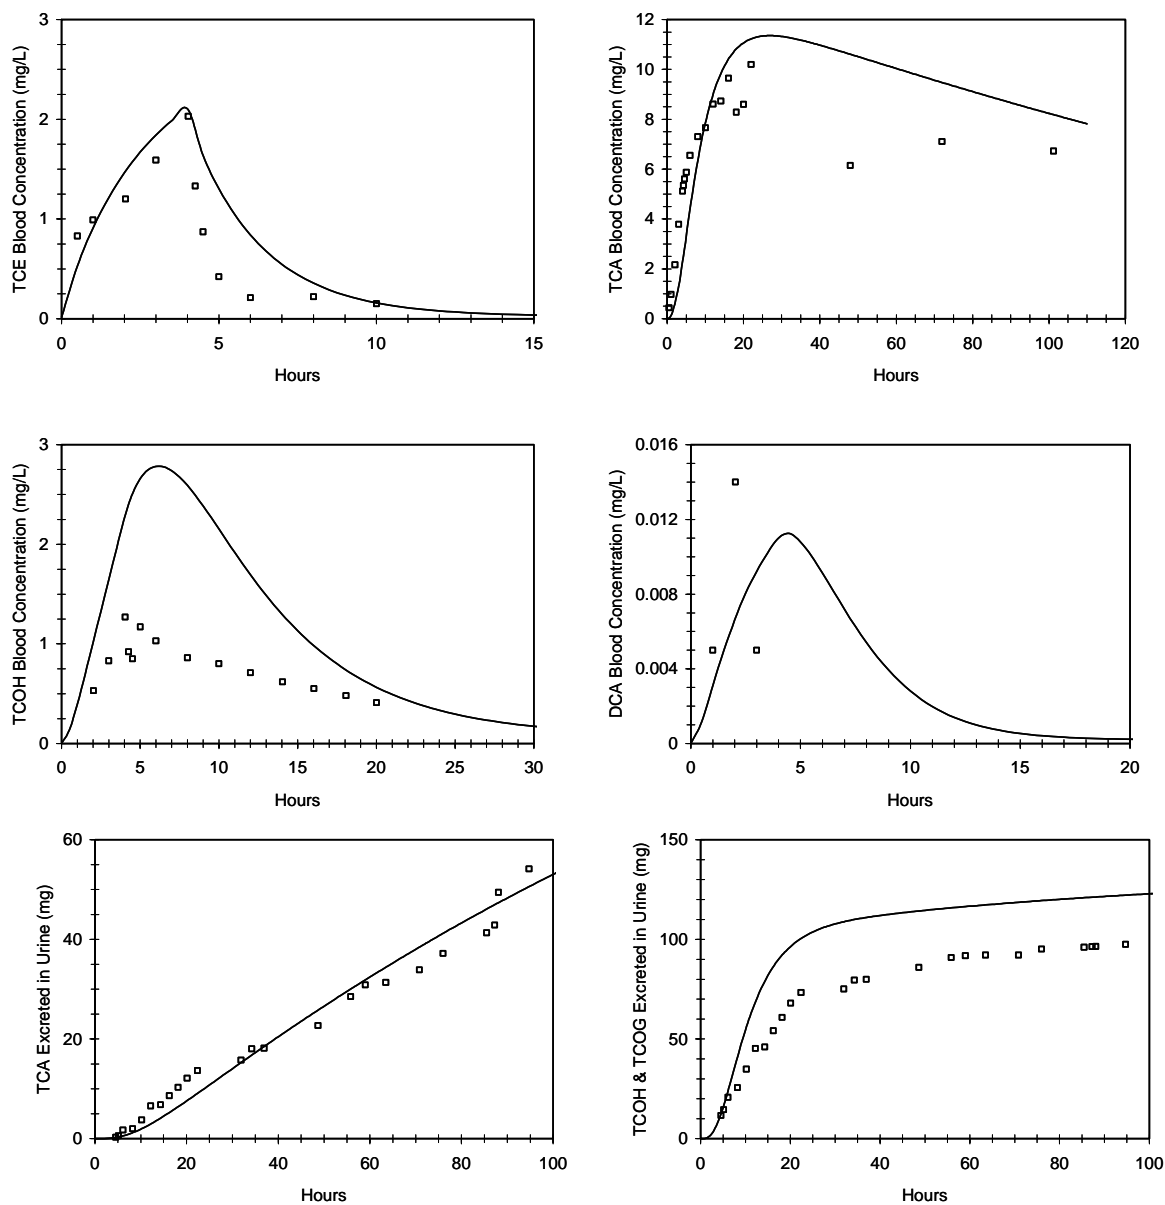 TCE Blood Concentration (mg/L)
3
2
1
0
0 5 10 15
Hours
TCA Blood Concentration (mg/L)
12
10
8
6
4
2
0
0 20 40 60 80 100 120
Hours
TCOH Blood Concentration (mg/L)
3
2
1
0
0 5 10 15 20 25 30
Hours
DCA Blood Concentration (mg/L)
0.016
0.012
0.008
0.004
0
0 5 10 15 20
Hours
TCA Excreted in Urine (mg)
60
40
20
0
0 20 40 60 80 100
Hours
TCOH & TCOG Excreted in Urine (mg)
150
100
50
0
0 20 40 60 80 100
Hours